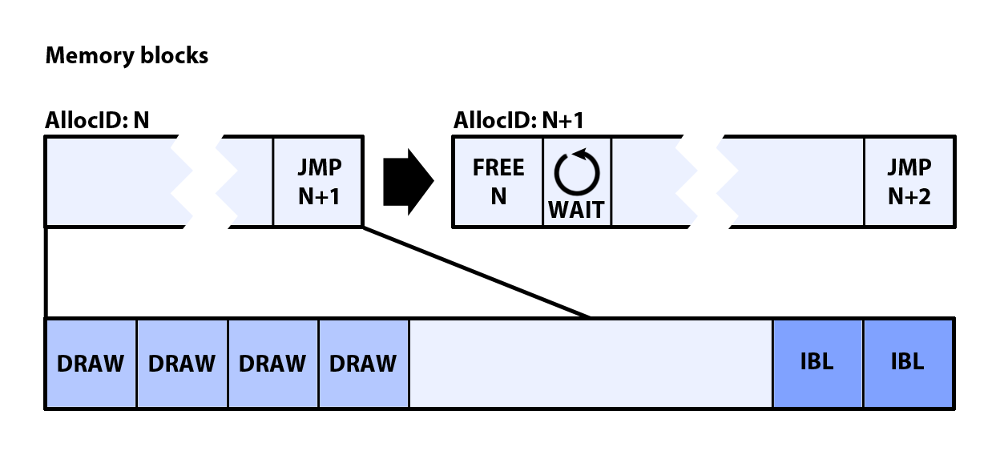 Memory blocks
AllocID: N
AllocID: N+1
JMP
N+1
FREE
N
WAIT
JMP
N+2
DRAW
DRAW
DRAW
DRAW
IBL
IBL